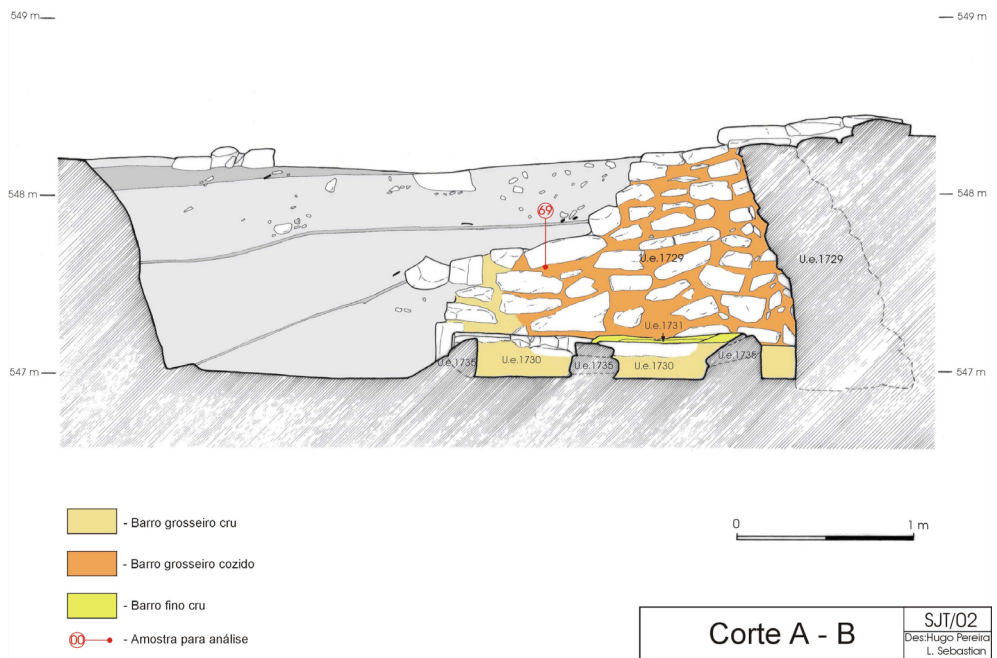 549 m
549 m
548 m
548 m
69
U.e.1729
U.e.1729
U.e.1731
U.e.1735
U.e.1730
U.e.1735
U.e.1730
U.e.1735
547 m
547 m
- Barro grosseiro cru
- Barro grosseiro cozido
- Barro fino cru
00 - Amostra para análise
0 1 m
Corte A - B
SJT/02
Des:Hugo Pereira
L. Sebastian